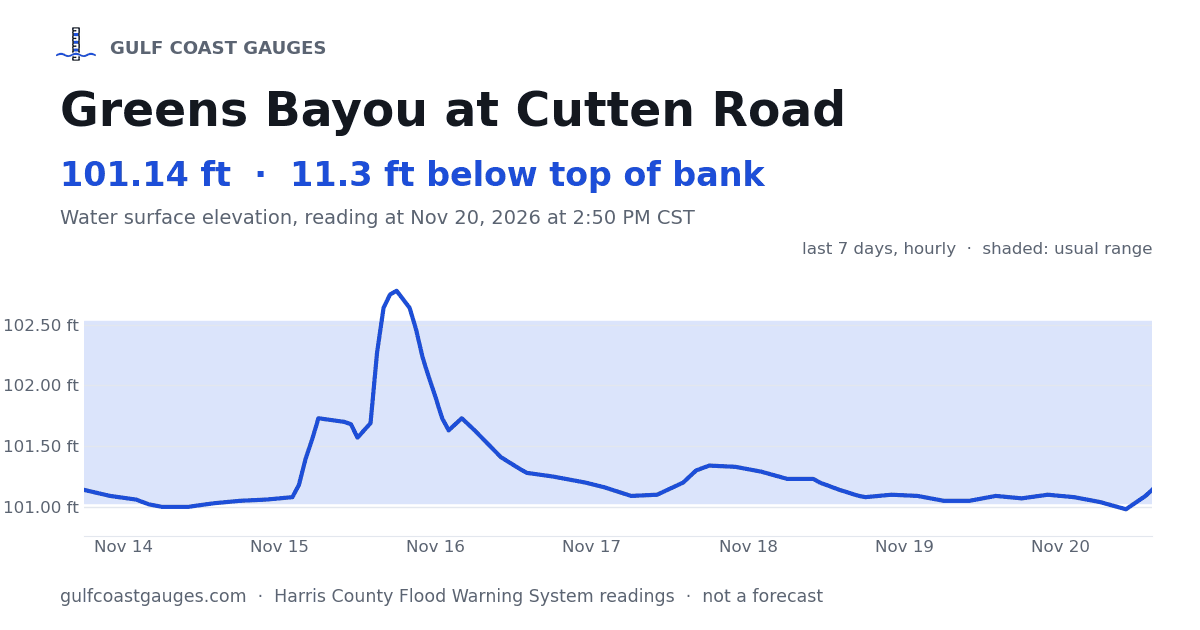 GULF COAST GAUGES
Greens Bayou at Cutten Road
101.14 ft · 11.3 ft below top of bank
Water surface elevation, reading at Nov 20, 2026 at 2:50 PM CST
last 7 days, hourly · shaded: usual range
102.50 ft
102.00 ft
101.50 ft
101.00 ft
Nov 14 Nov 15 Nov 16 Nov 17 Nov 18 Nov 19 Nov 20
gulfcoastgauges.com · Harris County Flood Warning System readings · not a forecast